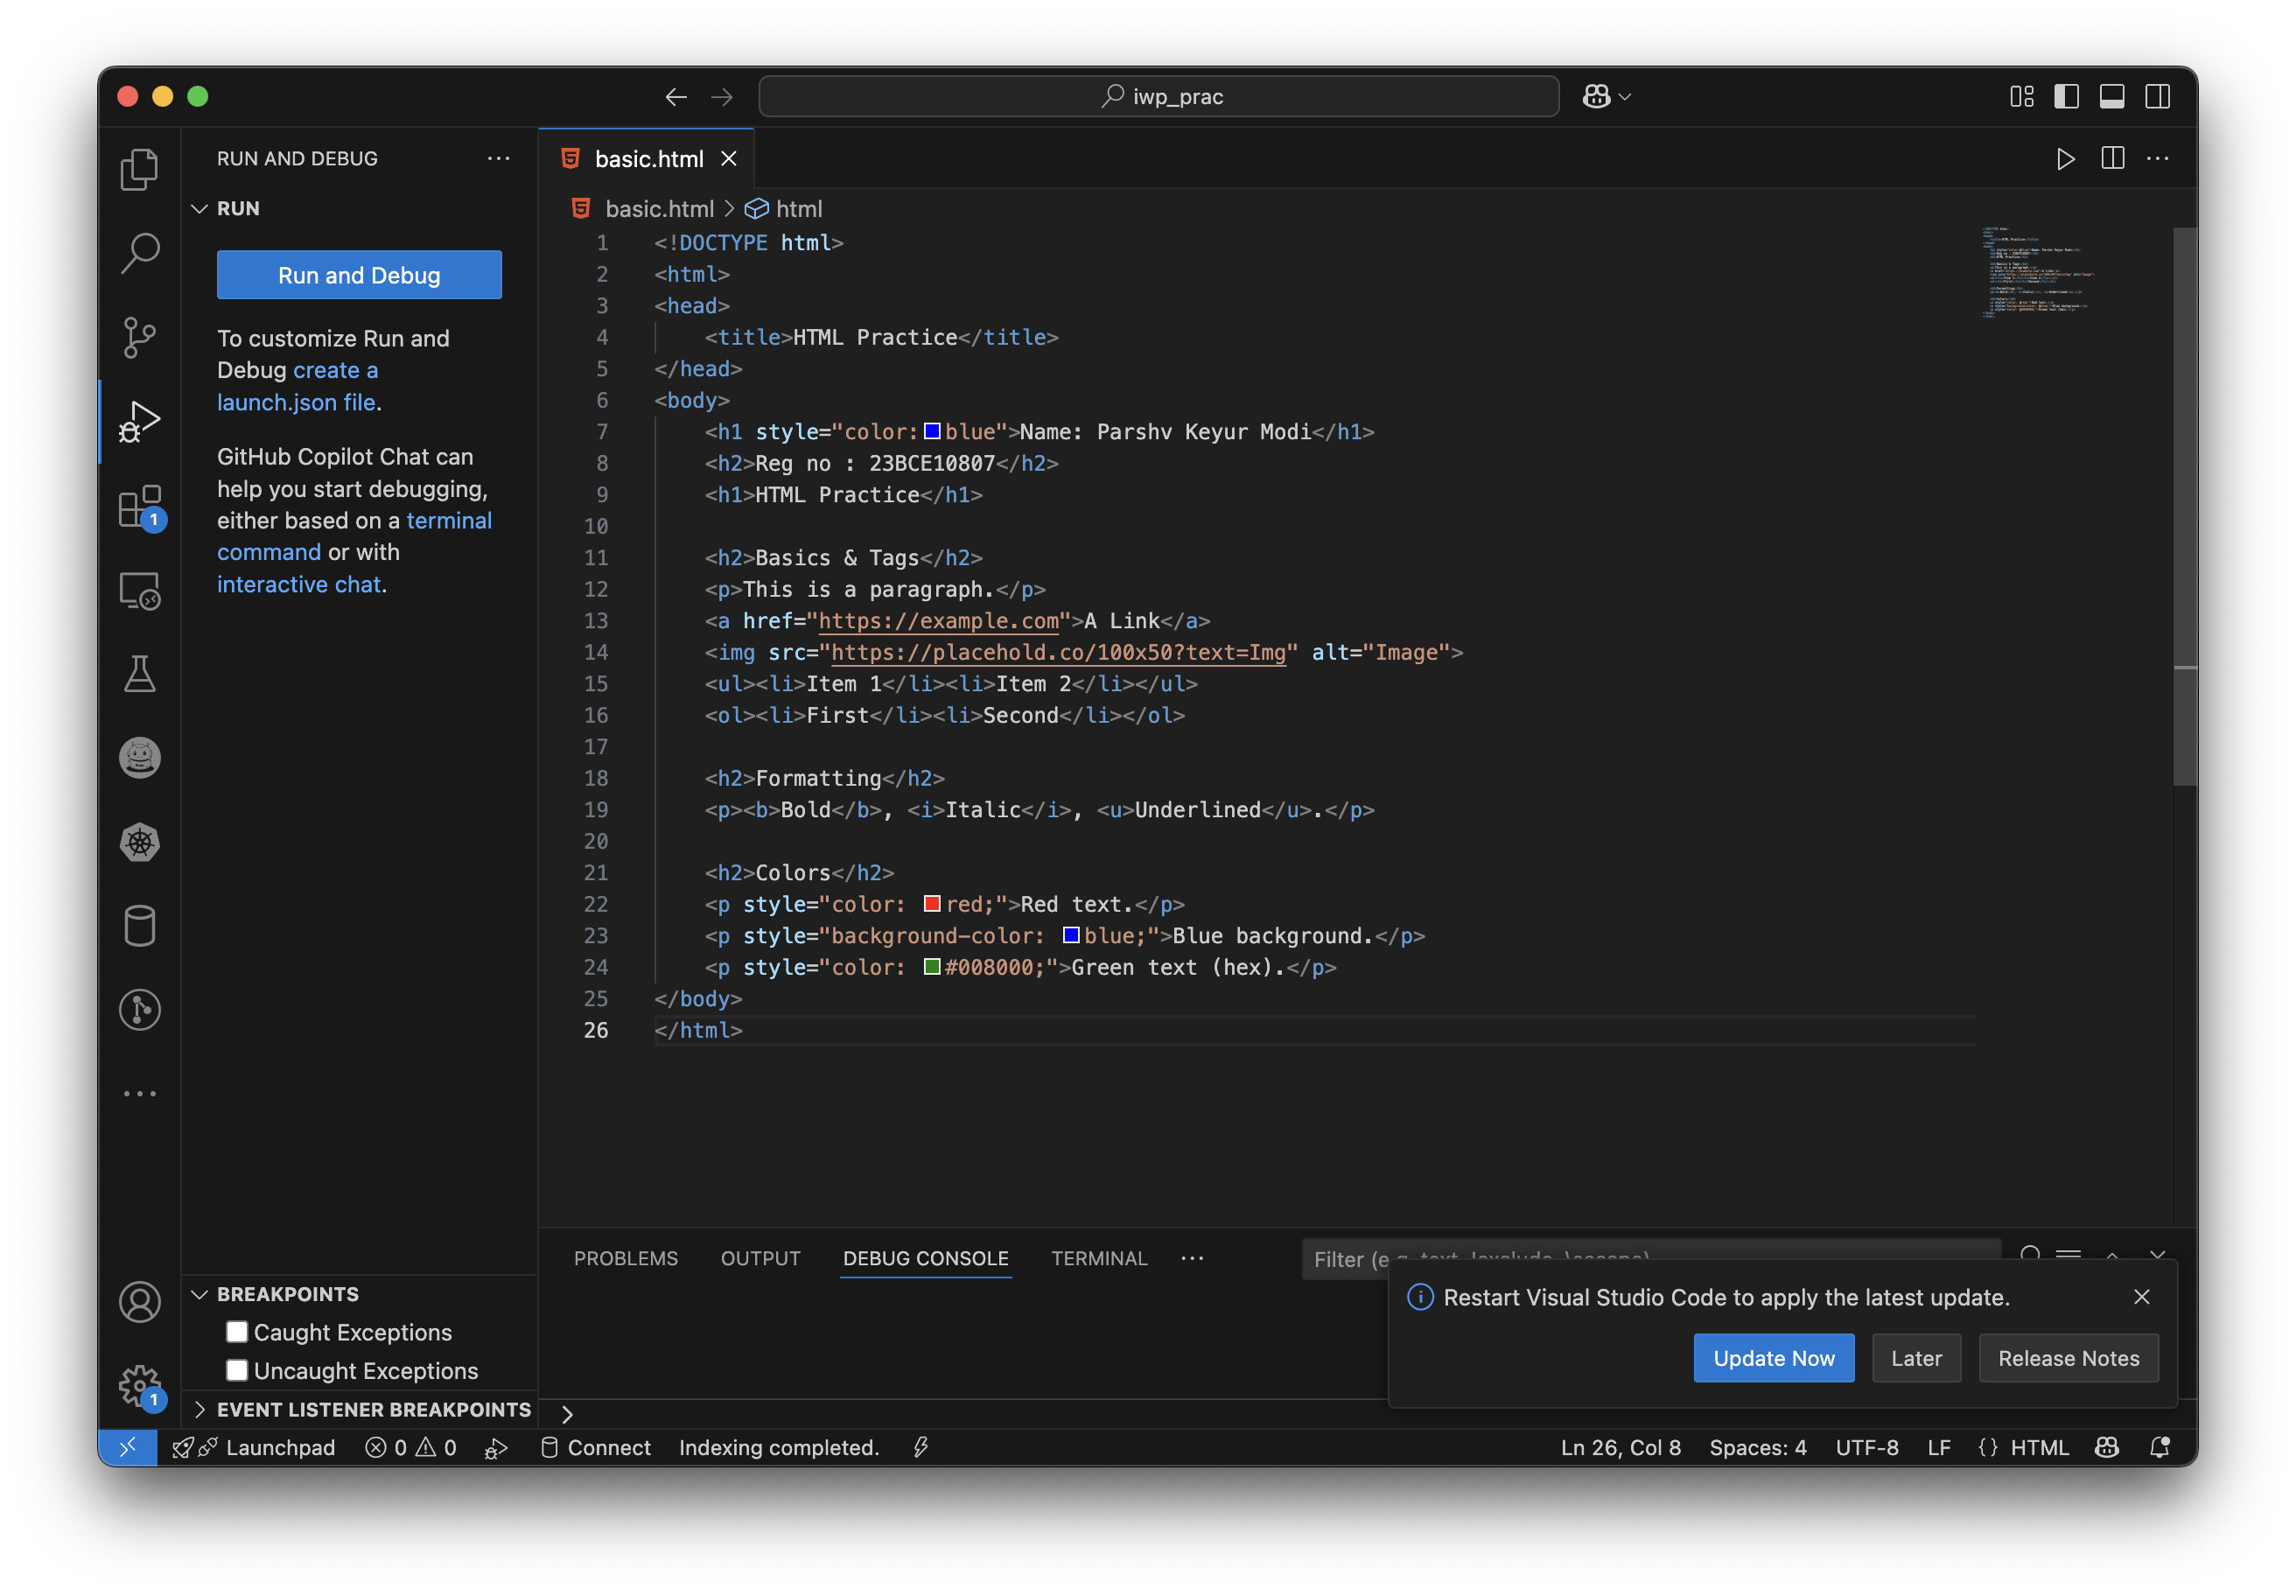 iwp_prac
RUN AND DEBUG
RUN
Run and Debug
To customize Run and
Debug create a
launch.json file.
GitHub Copilot Chat can
help you start debugging,
either based on a terminal
command or with
interactive chat.
1
BREAKPOINTS
Caught Exceptions
Uncaught Exceptions
1
EVENT LISTENER BREAKPOINTS
basic.html
basic.html > html
1 <!DOCTYPE html>
2 <html>
3 <head>
4     <title>HTML Practice</title>
5 </head>
6 <body>
7     <h1 style="color:blue">Name: Parshv Keyur Modi</h1>
8     <h2>Reg no : 23BCE10807</h2>
9     <h1>HTML Practice</h1>
10
11     <h2>Basics & Tags</h2>
12     <p>This is a paragraph.</p>
13     <a href="https://example.com">A Link</a>
14     <img src="https://placehold.co/100x50?text=Img" alt="Image">
15     <ul><li>Item 1</li><li>Item 2</li></ul>
16     <ol><li>First</li><li>Second</li></ol>
17
18     <h2>Formatting</h2>
19     <p><b>Bold</b>, <i>Italic</i>, <u>Underlined</u>.</p>
20
21     <h2>Colors</h2>
22     <p style="color: red;">Red text.</p>
23     <p style="background-color: blue;">Blue background.</p>
24     <p style="color: #008000;">Green text (hex).</p>
25 </body>
26 </html>
PROBLEMS OUTPUT DEBUG CONSOLE TERMINAL
Filter (e.g. text, !exclude, \escape)
Restart Visual Studio Code to apply the latest update.
Update Now Later Release Notes
Launchpad 0 0 Connect Indexing completed. Ln 26, Col 8 Spaces: 4 UTF-8 LF {} HTML